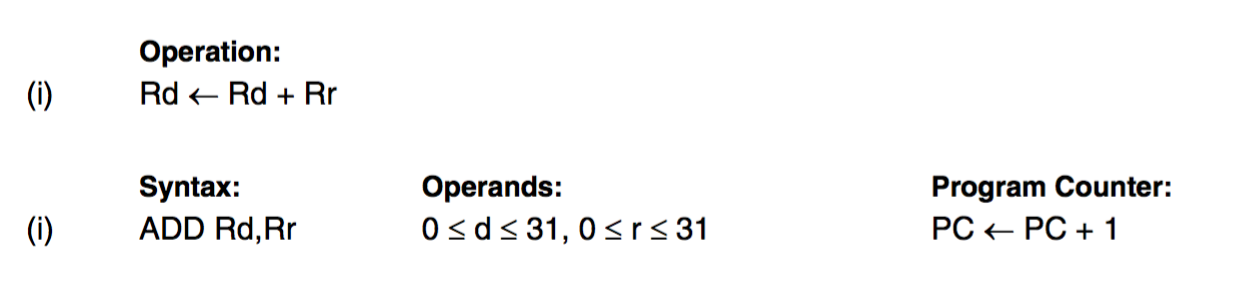 Operation:
(i) Rd ← Rd + Rr
Syntax: Operands: Program Counter:
(i) ADD Rd,Rr 0 ≤ d ≤ 31, 0 ≤ r ≤ 31 PC ← PC + 1